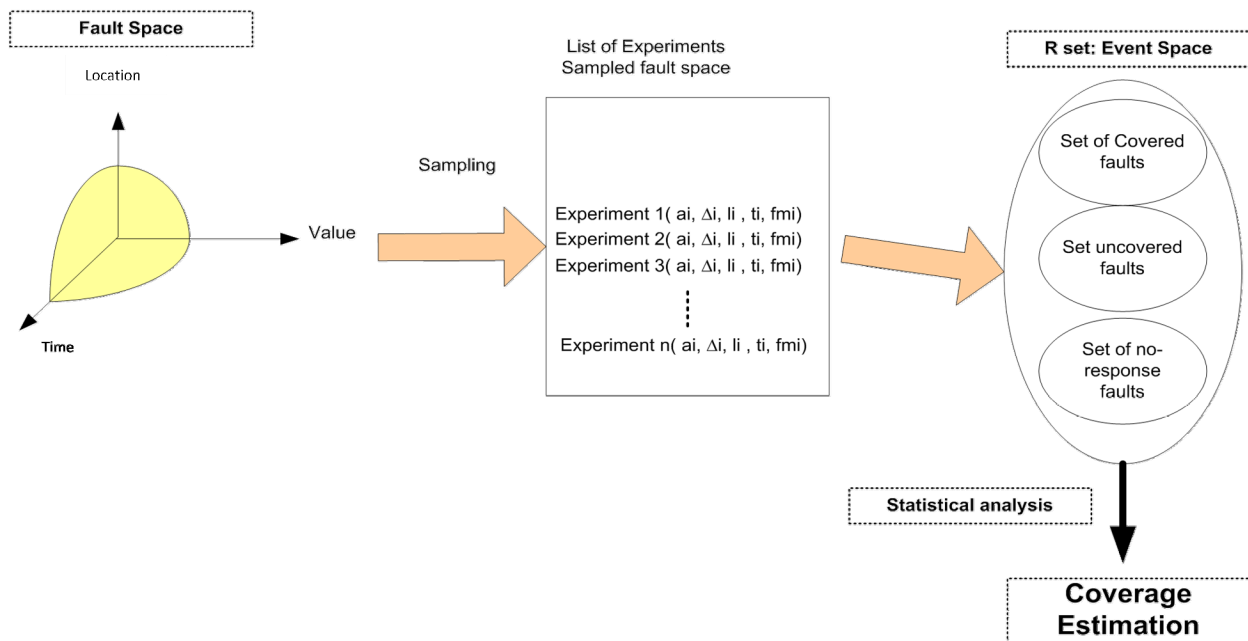 Fault Space
Location
Value
Time
Sampling
List of Experiments
Sampled fault space
Experiment 1( ai, Δi, li , ti, fmi)
Experiment 2( ai, Δi, li , ti, fmi)
Experiment 3( ai, Δi, li , ti, fmi)
Experiment n( ai, Δi, li , ti, fmi)
R set: Event Space
Set of Covered
faults
Set uncovered
faults
Set of no-
response
faults
Statistical analysis
Coverage
Estimation